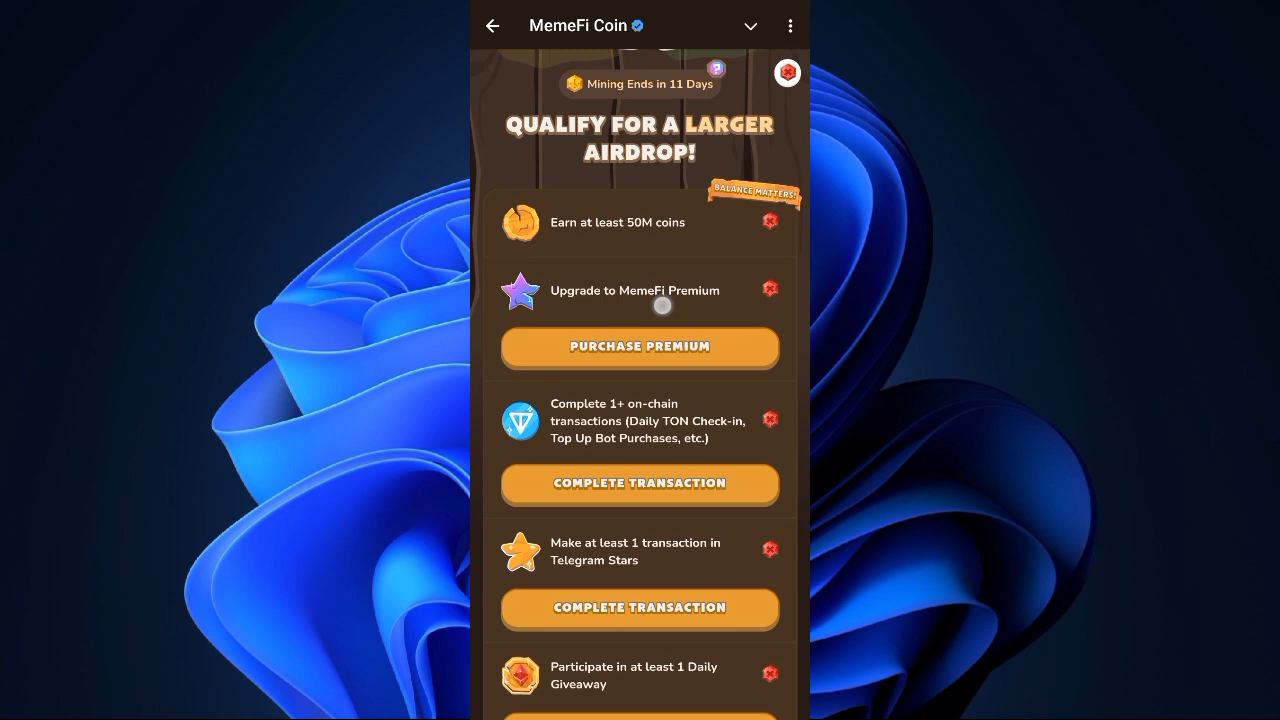 MemeFi Coin
Mining Ends in 11 Days
QUALIFY FOR A LARGER
AIRDROP!
BALANCE MATTERS!
Earn at least 50M coins
Upgrade to MemeFi Premium
PURCHASE PREMIUM
Complete 1+ on-chain
transactions (Daily TON Check-in,
Top Up Bot Purchases, etc.)
COMPLETE TRANSACTION
Make at least 1 transaction in
Telegram Stars
COMPLETE TRANSACTION
Participate in at least 1 Daily
Giveaway